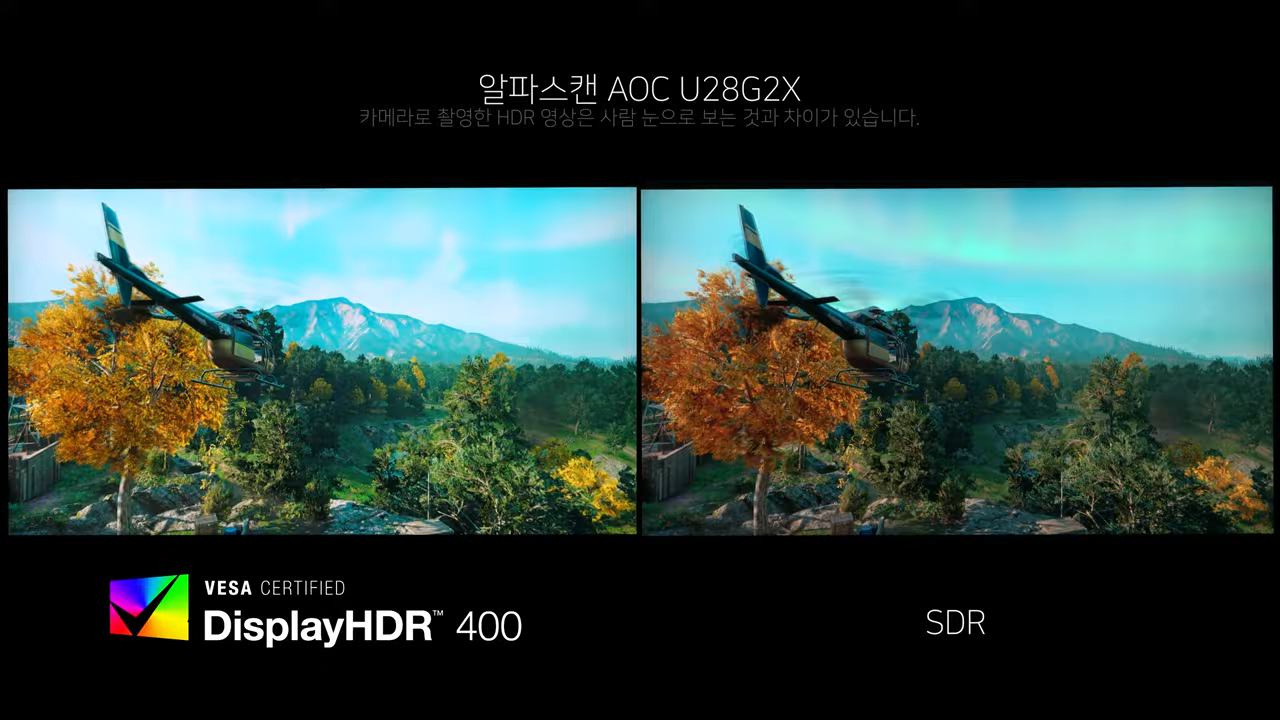 알파스캔 AOC U28G2X
카메라로 촬영한 HDR 영상은 사람 눈으로 보는 것과 차이가 있습니다.
VESA CERTIFIED
DisplayHDR™ 400
SDR